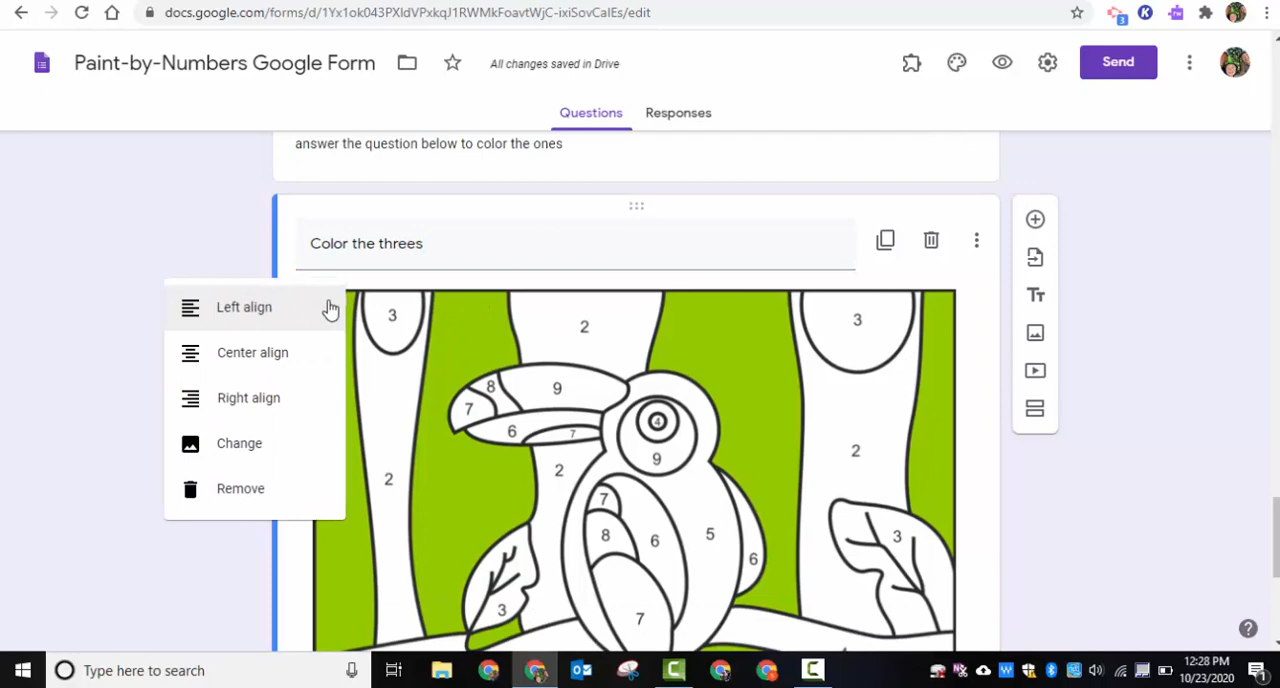 docs.google.com/forms/d/1Yx1ok043PXIdVPxkqJ1RWMkFoavtWjC-ixiSovCalEs/edit
3
K
Paint-by-Numbers Google Form
All changes saved in Drive
Send
Questions
Responses
answer the question below to color the ones
Color the threes
Left align
Center align
Right align
Change
Remove
3
2
3
8
9
7
6
7
4
9
2
2
2
7
8
6
5
6
3
3
7
Type here to search
12:28 PM
10/23/2020
1